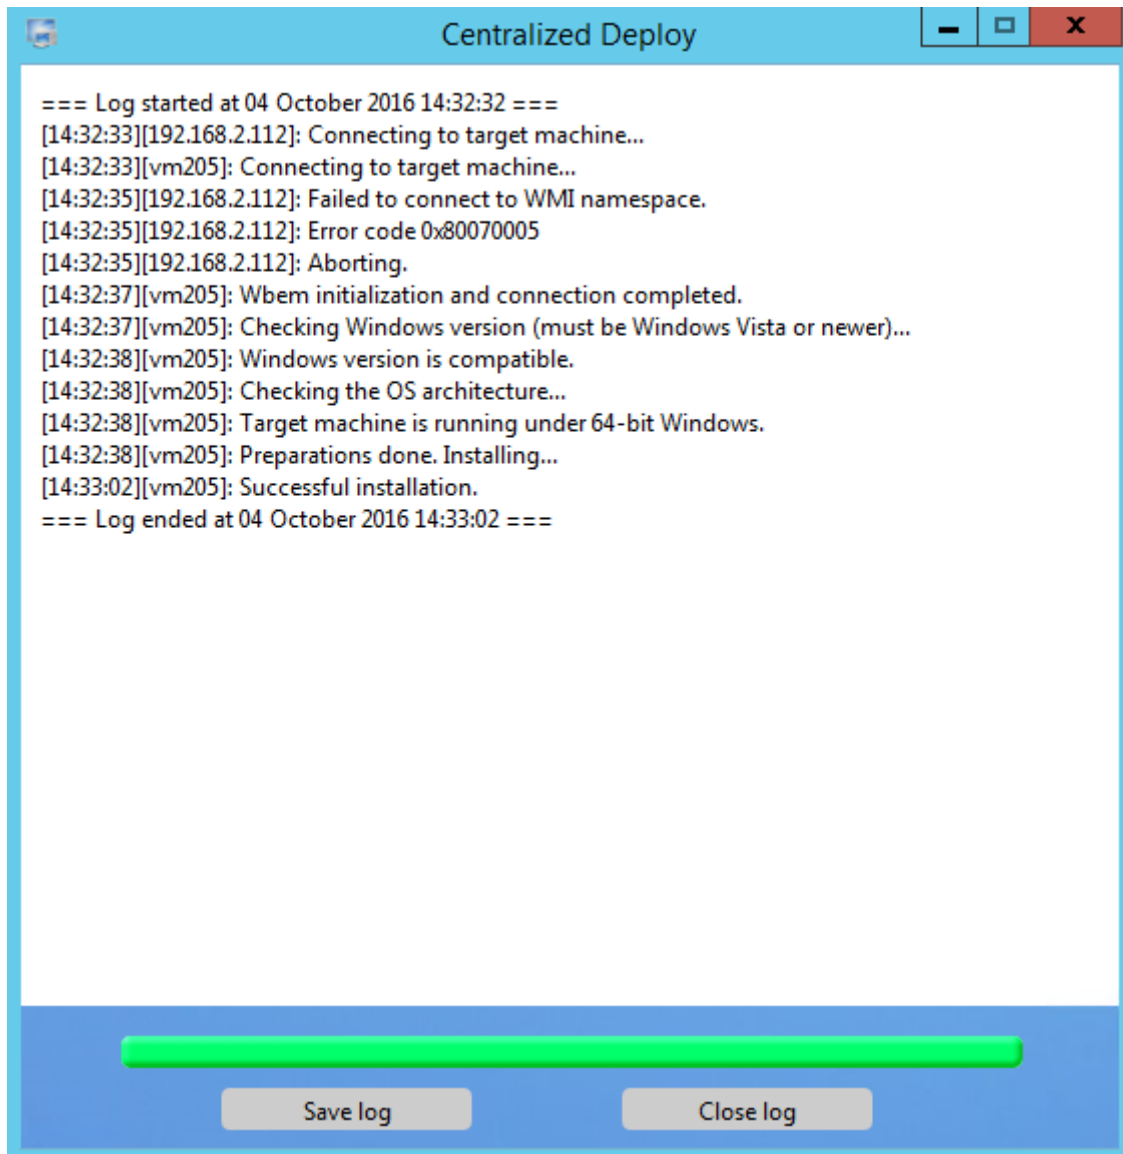 Centralized Deploy
X
=== Log started at 04 October 2016 14:32:32 ===
[14:32:33][192.168.2.112]: Connecting to target machine...
[14:32:33][vm205]: Connecting to target machine...
[14:32:35][192.168.2.112]: Failed to connect to WMI namespace.
[14:32:35][192.168.2.112]: Error code 0x80070005
[14:32:35][192.168.2.112]: Aborting.
[14:32:37][vm205]: Wbem initialization and connection completed.
[14:32:37][vm205]: Checking Windows version (must be Windows Vista or newer)...
[14:32:38][vm205]: Windows version is compatible.
[14:32:38][vm205]: Checking the OS architecture...
[14:32:38][vm205]: Target machine is running under 64-bit Windows.
[14:32:38][vm205]: Preparations done. Installing...
[14:33:02][vm205]: Successful installation.
=== Log ended at 04 October 2016 14:33:02 ===
Save log
Close log